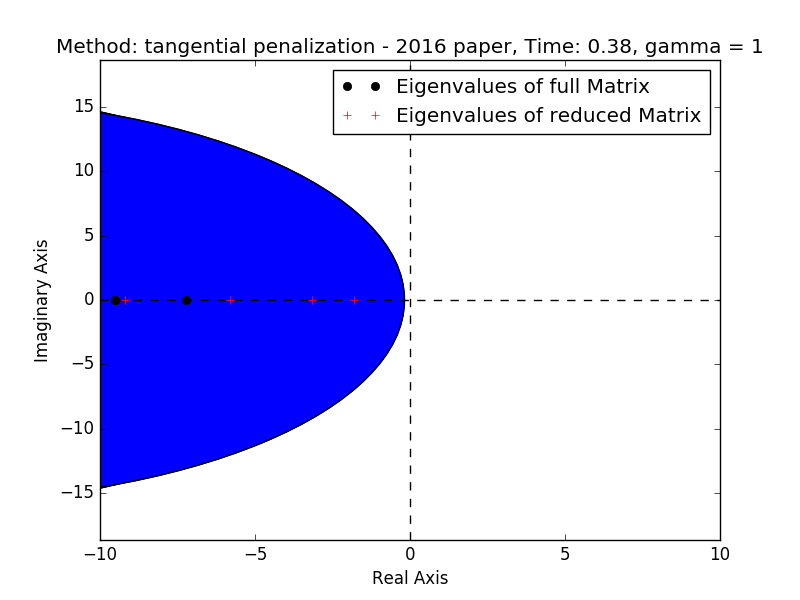 Method: tangential penalization - 2016 paper, Time: 0.38, gamma = 1
Eigenvalues of full Matrix
Eigenvalues of reduced Matrix
15
10
5
0
−5
−10
−15
Imaginary Axis
−10 −5 0 5 10
Real Axis